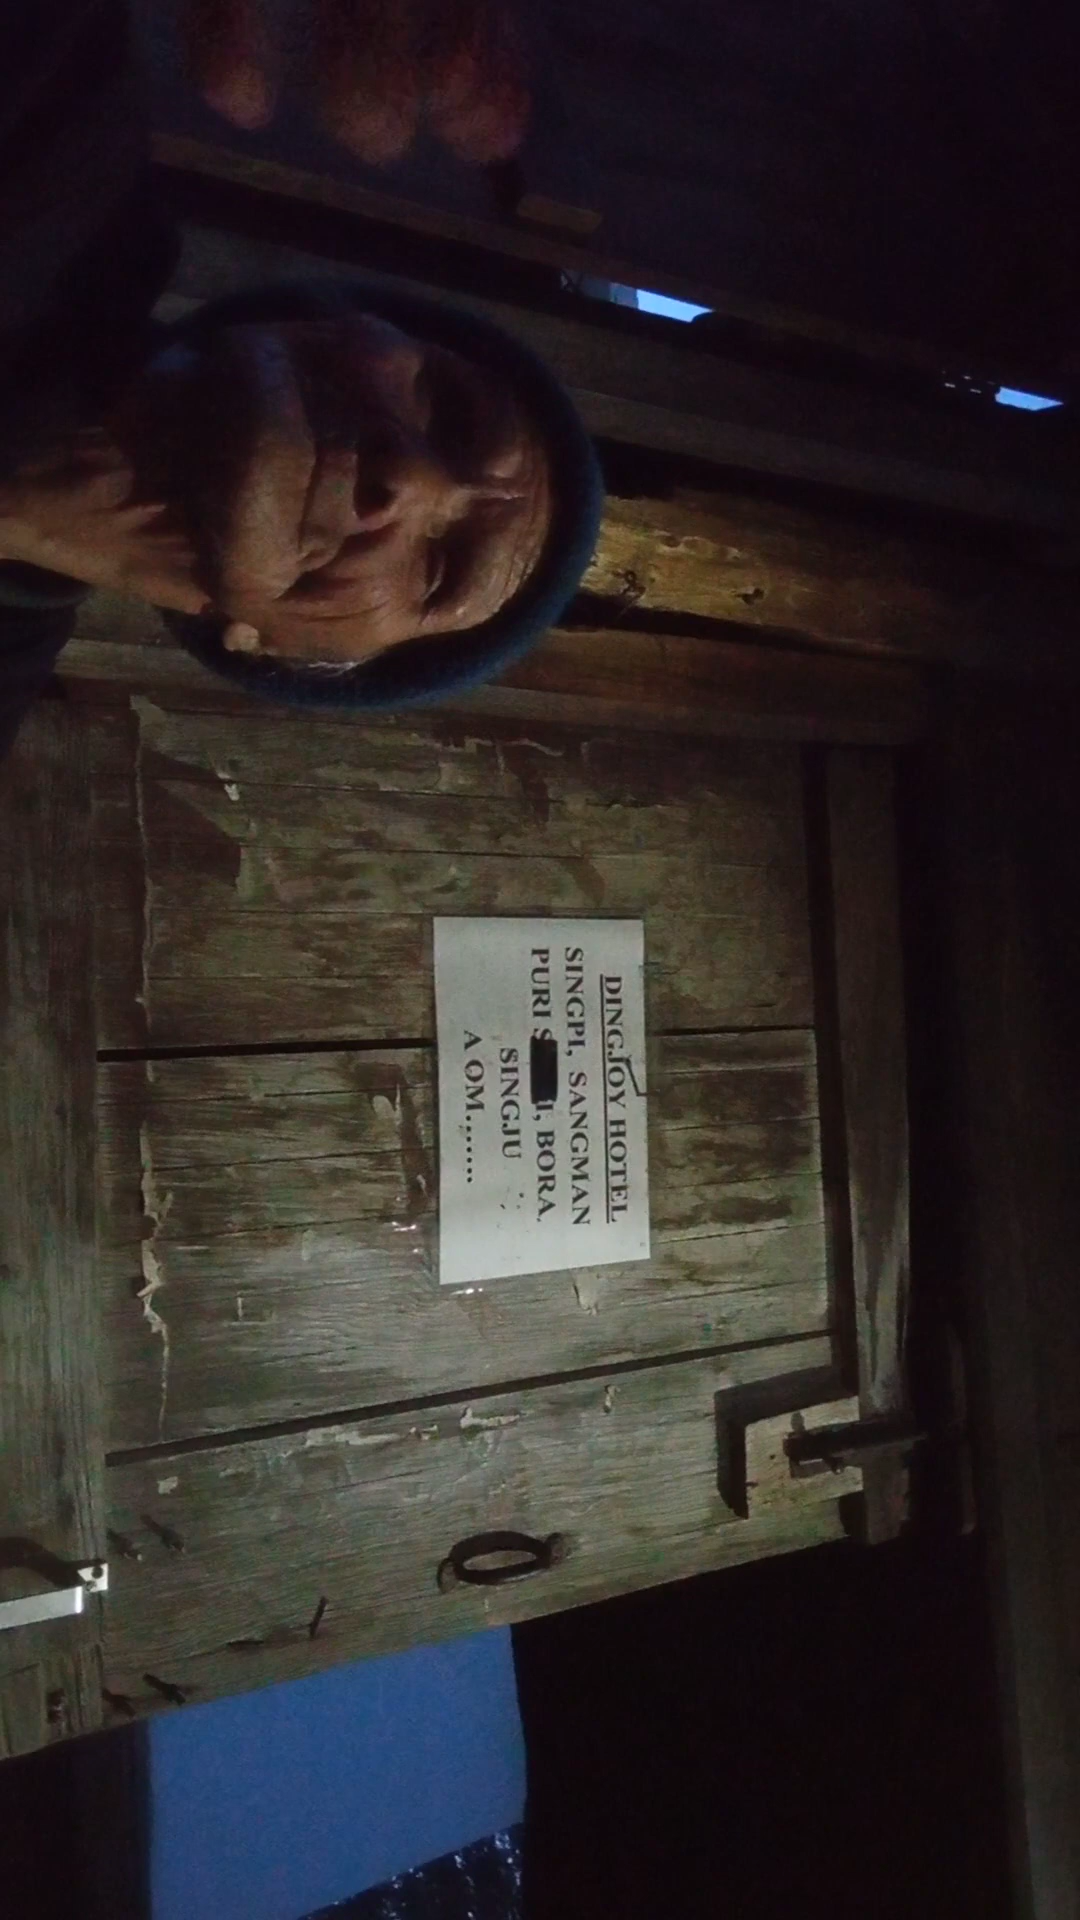 DINGJOY HOTEL
SINGPI, SANGMAN
PURI BORA,
SINGJU
A OM.......